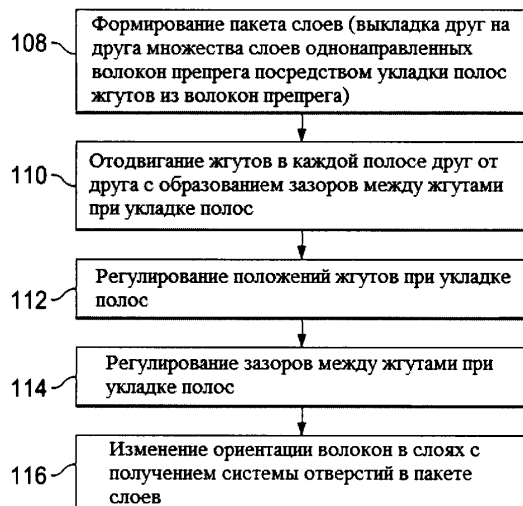 108
Формирование пакета слоев (выкладка друг на
друга множества слоев однонаправленных
волокон препрега посредством укладки полос
жгутов из волокон препрега)
110
Отодвигание жгутов в каждой полосе друг от
друга с образованием зазоров между жгутами
при укладке полос
112
Регулирование положений жгутов при укладке
полос
114
Регулирование зазоров между жгутами при
укладке полос
116
Изменение ориентации волокон в слоях с
получением системы отверстий в пакете
слоев